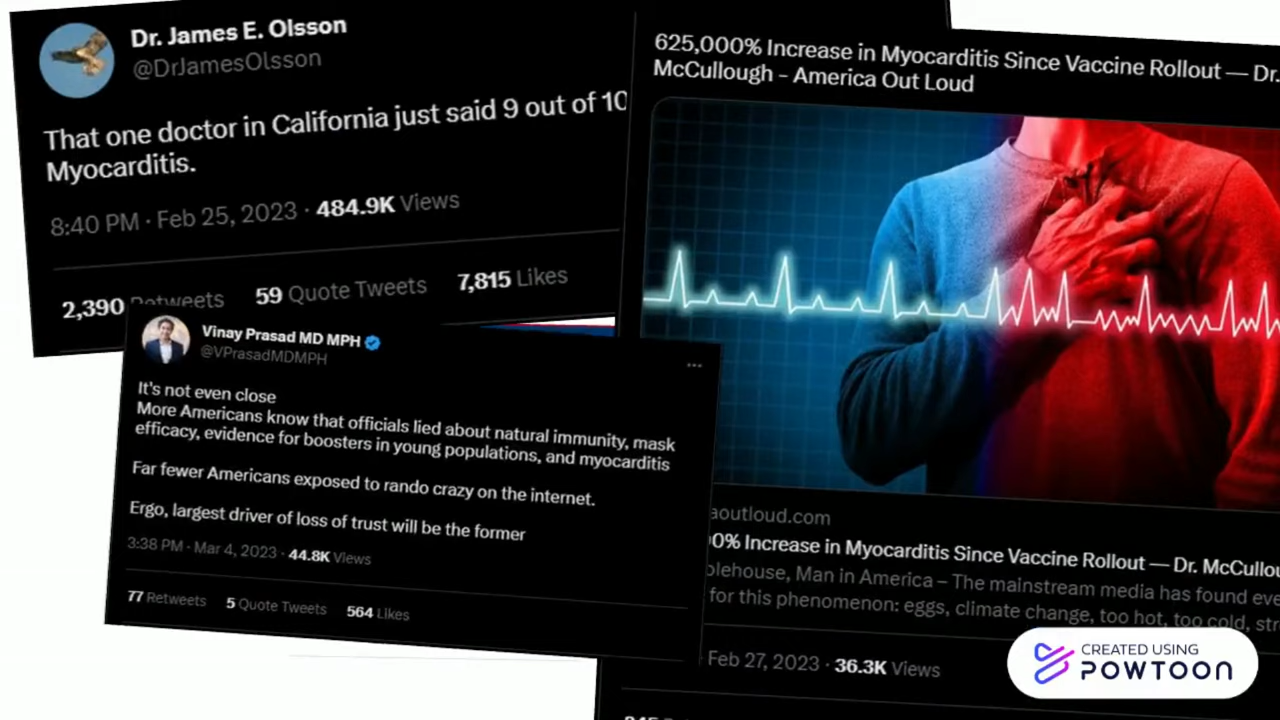 Dr. James E. Olsson
@DrJamesOlsson
That one doctor in California just said 9 out of 10
Myocarditis.
8:40 PM · Feb 25, 2023 · 484.9K Views
2,390 Retweets 59 Quote Tweets 7,815 Likes
Vinay Prasad MD MPH
@VPrasadMDMPH
It's not even close
More Americans know that officials lied about natural immunity, mask
efficacy, evidence for boosters in young populations, and myocarditis
Far fewer Americans exposed to rando crazy on the internet.
Ergo, largest driver of loss of trust will be the former
3:38 PM · Mar 4, 2023 · 44.8K Views
77 Retweets 5 Quote Tweets 564 Likes
625,000% Increase in Myocarditis Since Vaccine Rollout — Dr.
McCullough - America Out Loud
aoutloud.com
0% Increase in Myocarditis Since Vaccine Rollout — Dr. McCullou
Man in America – The mainstream media has found eve
for this phenomenon: eggs, climate change, too hot, too cold, str
Feb 27, 2023 · 36.3K Views
CREATED USING
POWTOON